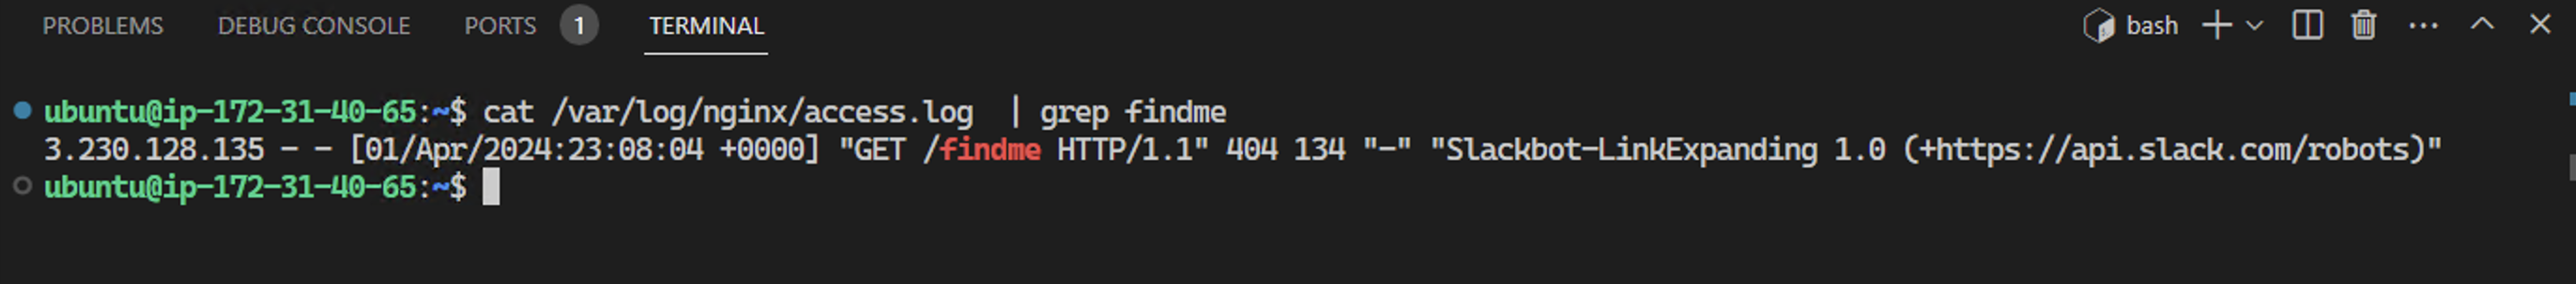 PROBLEMS DEBUG CONSOLE PORTS 1 TERMINAL bash
ubuntu@ip-172-31-40-65:~$ cat /var/log/nginx/access.log  | grep findme
3.230.128.135 - - [01/Apr/2024:23:08:04 +0000] "GET /findme HTTP/1.1" 404 134 "-" "Slackbot-LinkExpanding 1.0 (+https://api.slack.com/robots)"
ubuntu@ip-172-31-40-65:~$